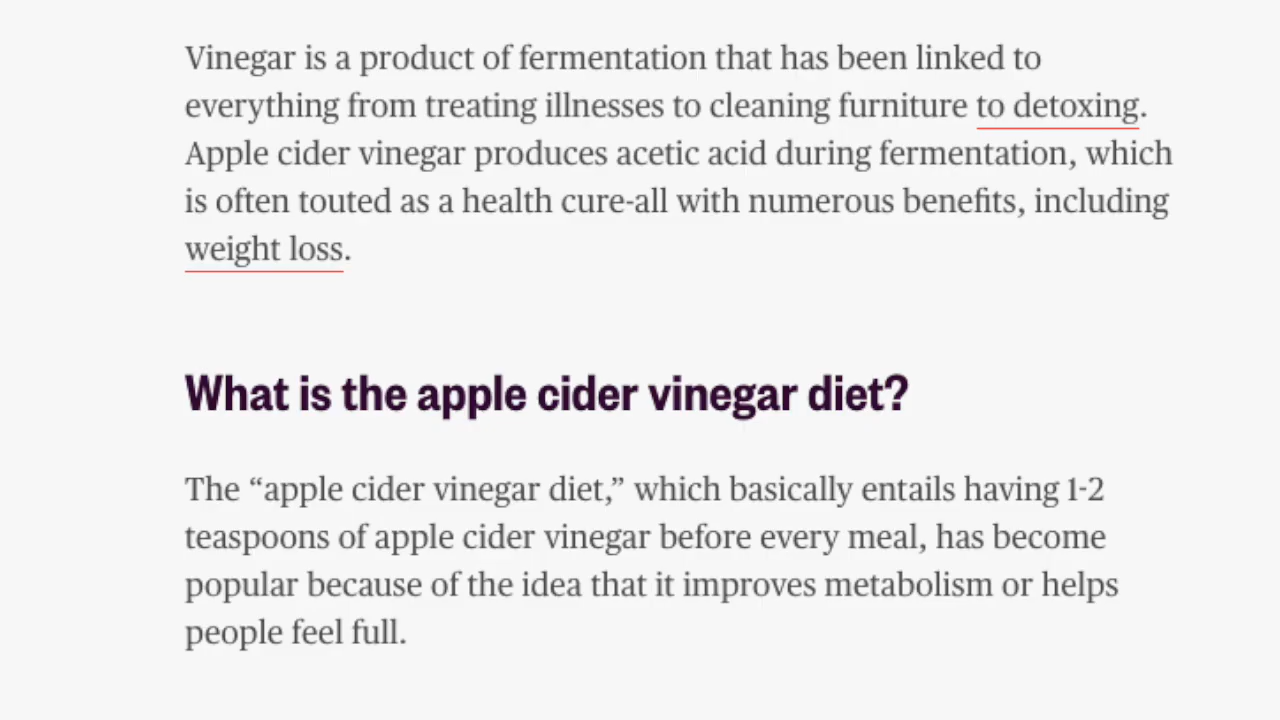 Vinegar is a product of fermentation that has been linked to
everything from treating illnesses to cleaning furniture to detoxing.
Apple cider vinegar produces acetic acid during fermentation, which
is often touted as a health cure-all with numerous benefits, including
weight loss.
What is the apple cider vinegar diet?
The “apple cider vinegar diet,” which basically entails having 1-2
teaspoons of apple cider vinegar before every meal, has become
popular because of the idea that it improves metabolism or helps
people feel full.